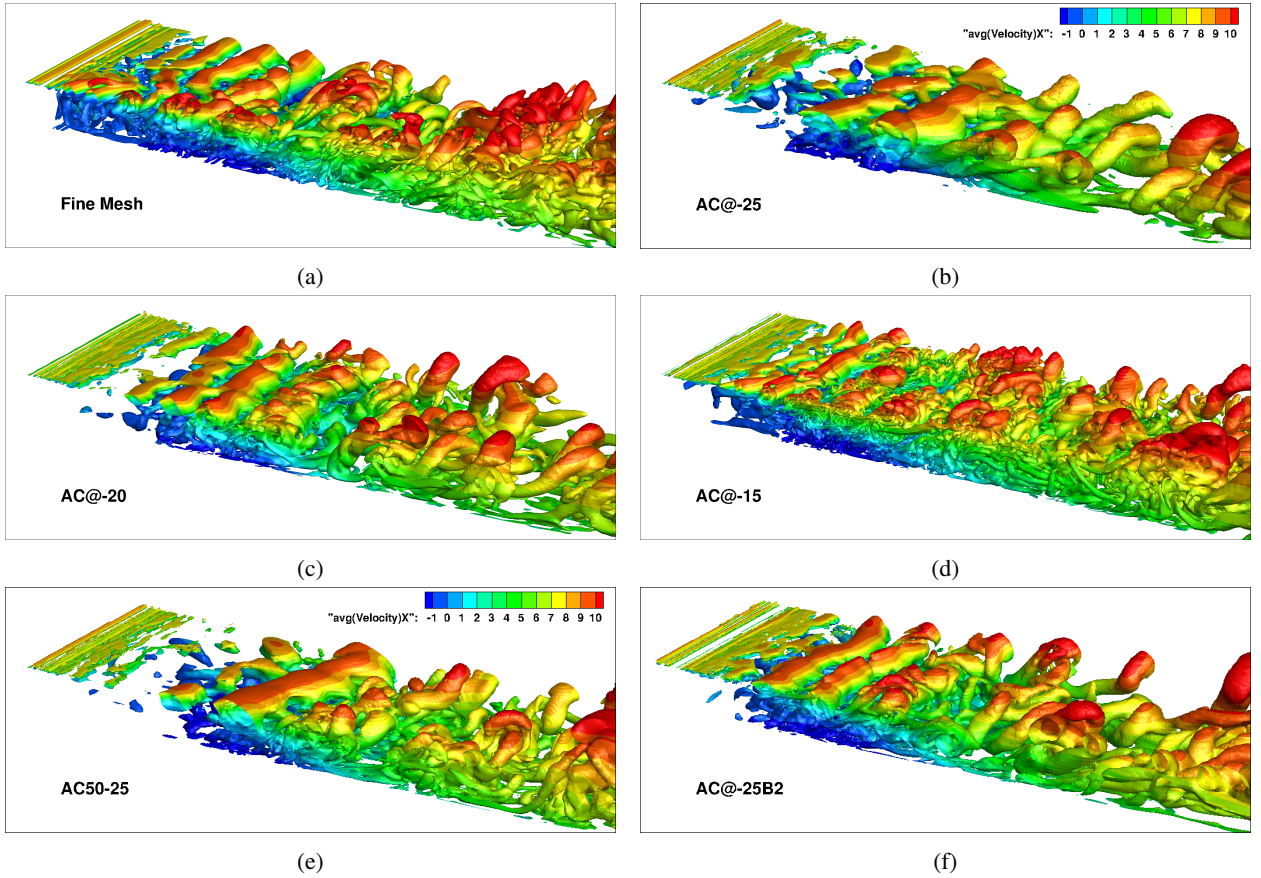 Fine Mesh
(a)
"avg(Velocity)X": -1 0 1 2 3 4 5 6 7 8 9 10
AC@-25
(b)
AC@-20
(c)
AC@-15
(d)
"avg(Velocity)X": -1 0 1 2 3 4 5 6 7 8 9 10
AC50-25
(e)
AC@-25B2
(f)